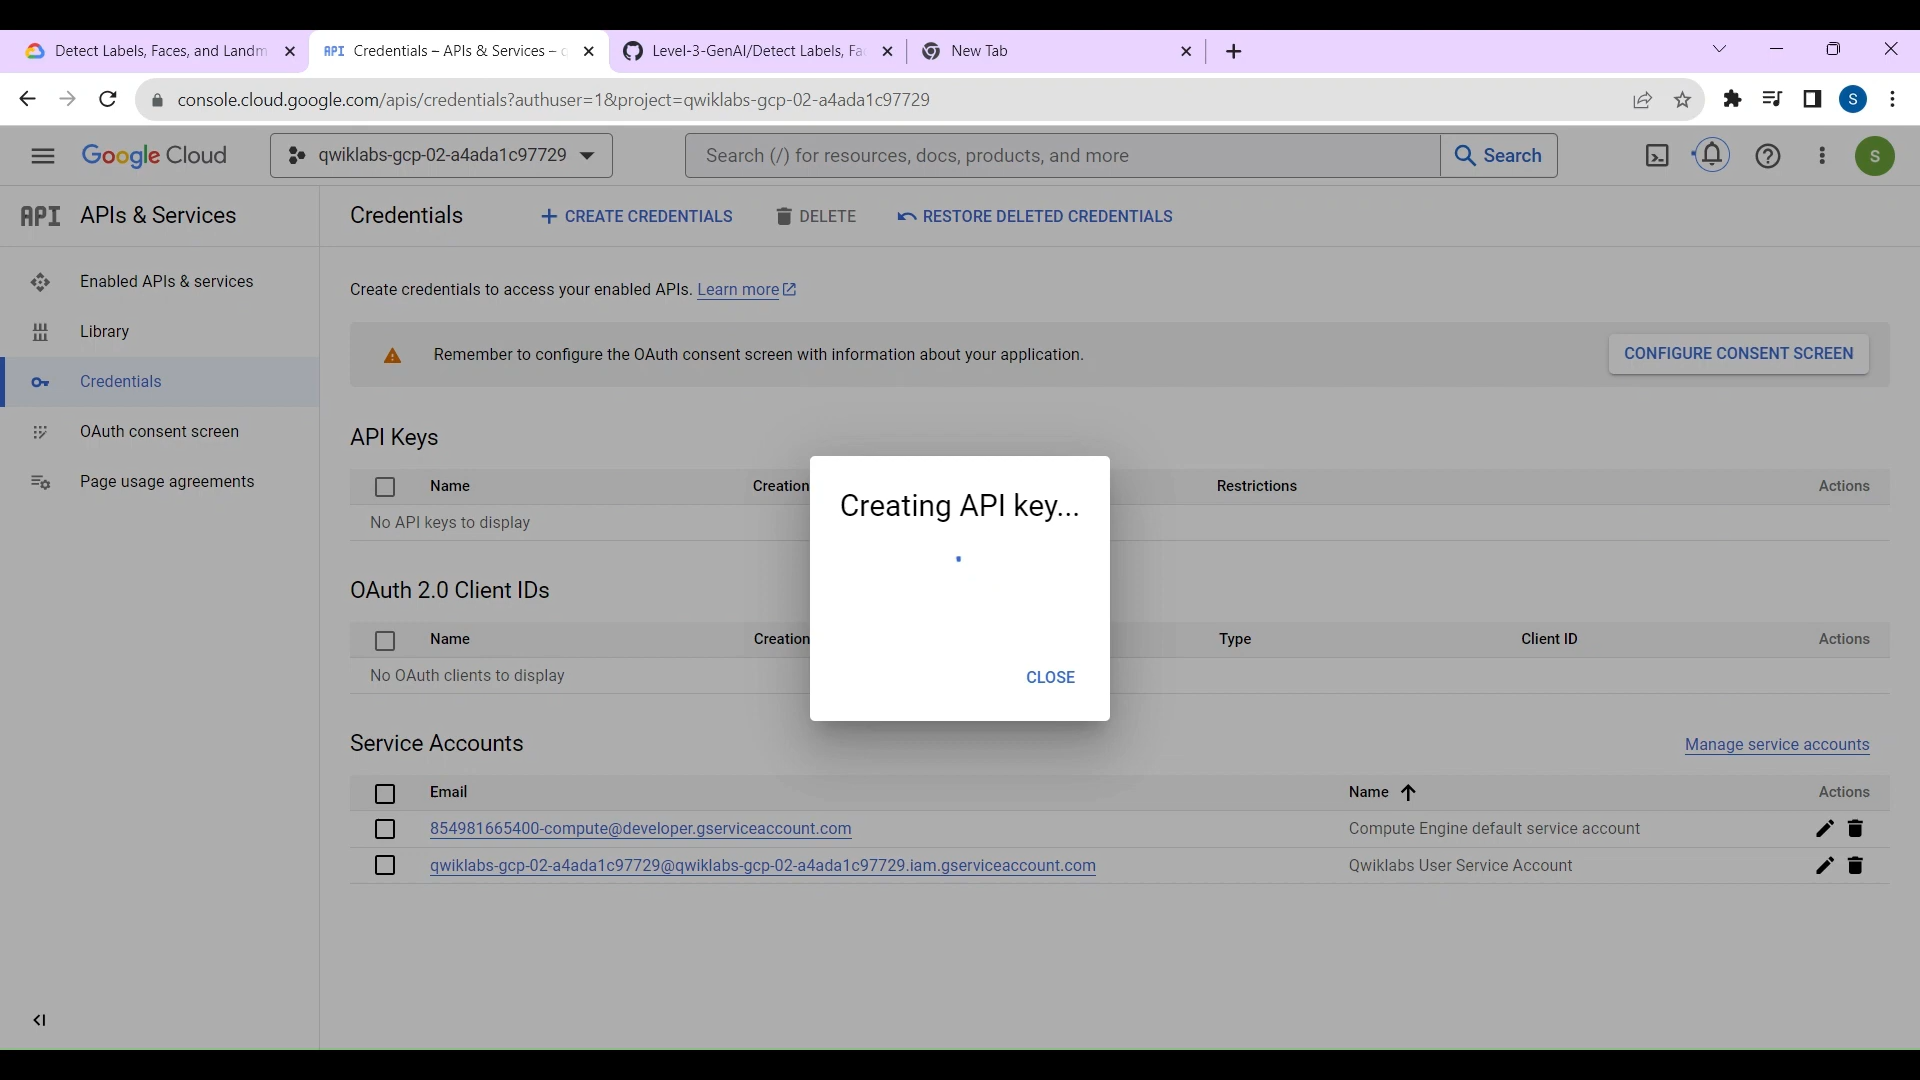 Detect Labels, Faces, and Landm
API Credentials – APIs & Services – q
Level-3-GenAI/Detect Labels, Fa
New Tab
console.cloud.google.com/apis/credentials?authuser=1&project=qwiklabs-gcp-02-a4ada1c97729
S
Google Cloud
qwiklabs-gcp-02-a4ada1c97729
Search (/) for resources, docs, products, and more
Search
S
API APIs & Services
Credentials
CREATE CREDENTIALS
DELETE
RESTORE DELETED CREDENTIALS
Enabled APIs & services
Library
Credentials
OAuth consent screen
Page usage agreements
Create credentials to access your enabled APIs. Learn more
Remember to configure the OAuth consent screen with information about your application.
CONFIGURE CONSENT SCREEN
API Keys
Name Creation Restrictions Actions
No API keys to display
Creating API key...
CLOSE
OAuth 2.0 Client IDs
Name Creation Type Client ID Actions
No OAuth clients to display
Service Accounts
Manage service accounts
Email Name Actions
854981665400-compute@developer.gserviceaccount.com Compute Engine default service account
qwiklabs-gcp-02-a4ada1c97729@qwiklabs-gcp-02-a4ada1c97729.iam.gserviceaccount.com Qwiklabs User Service Account